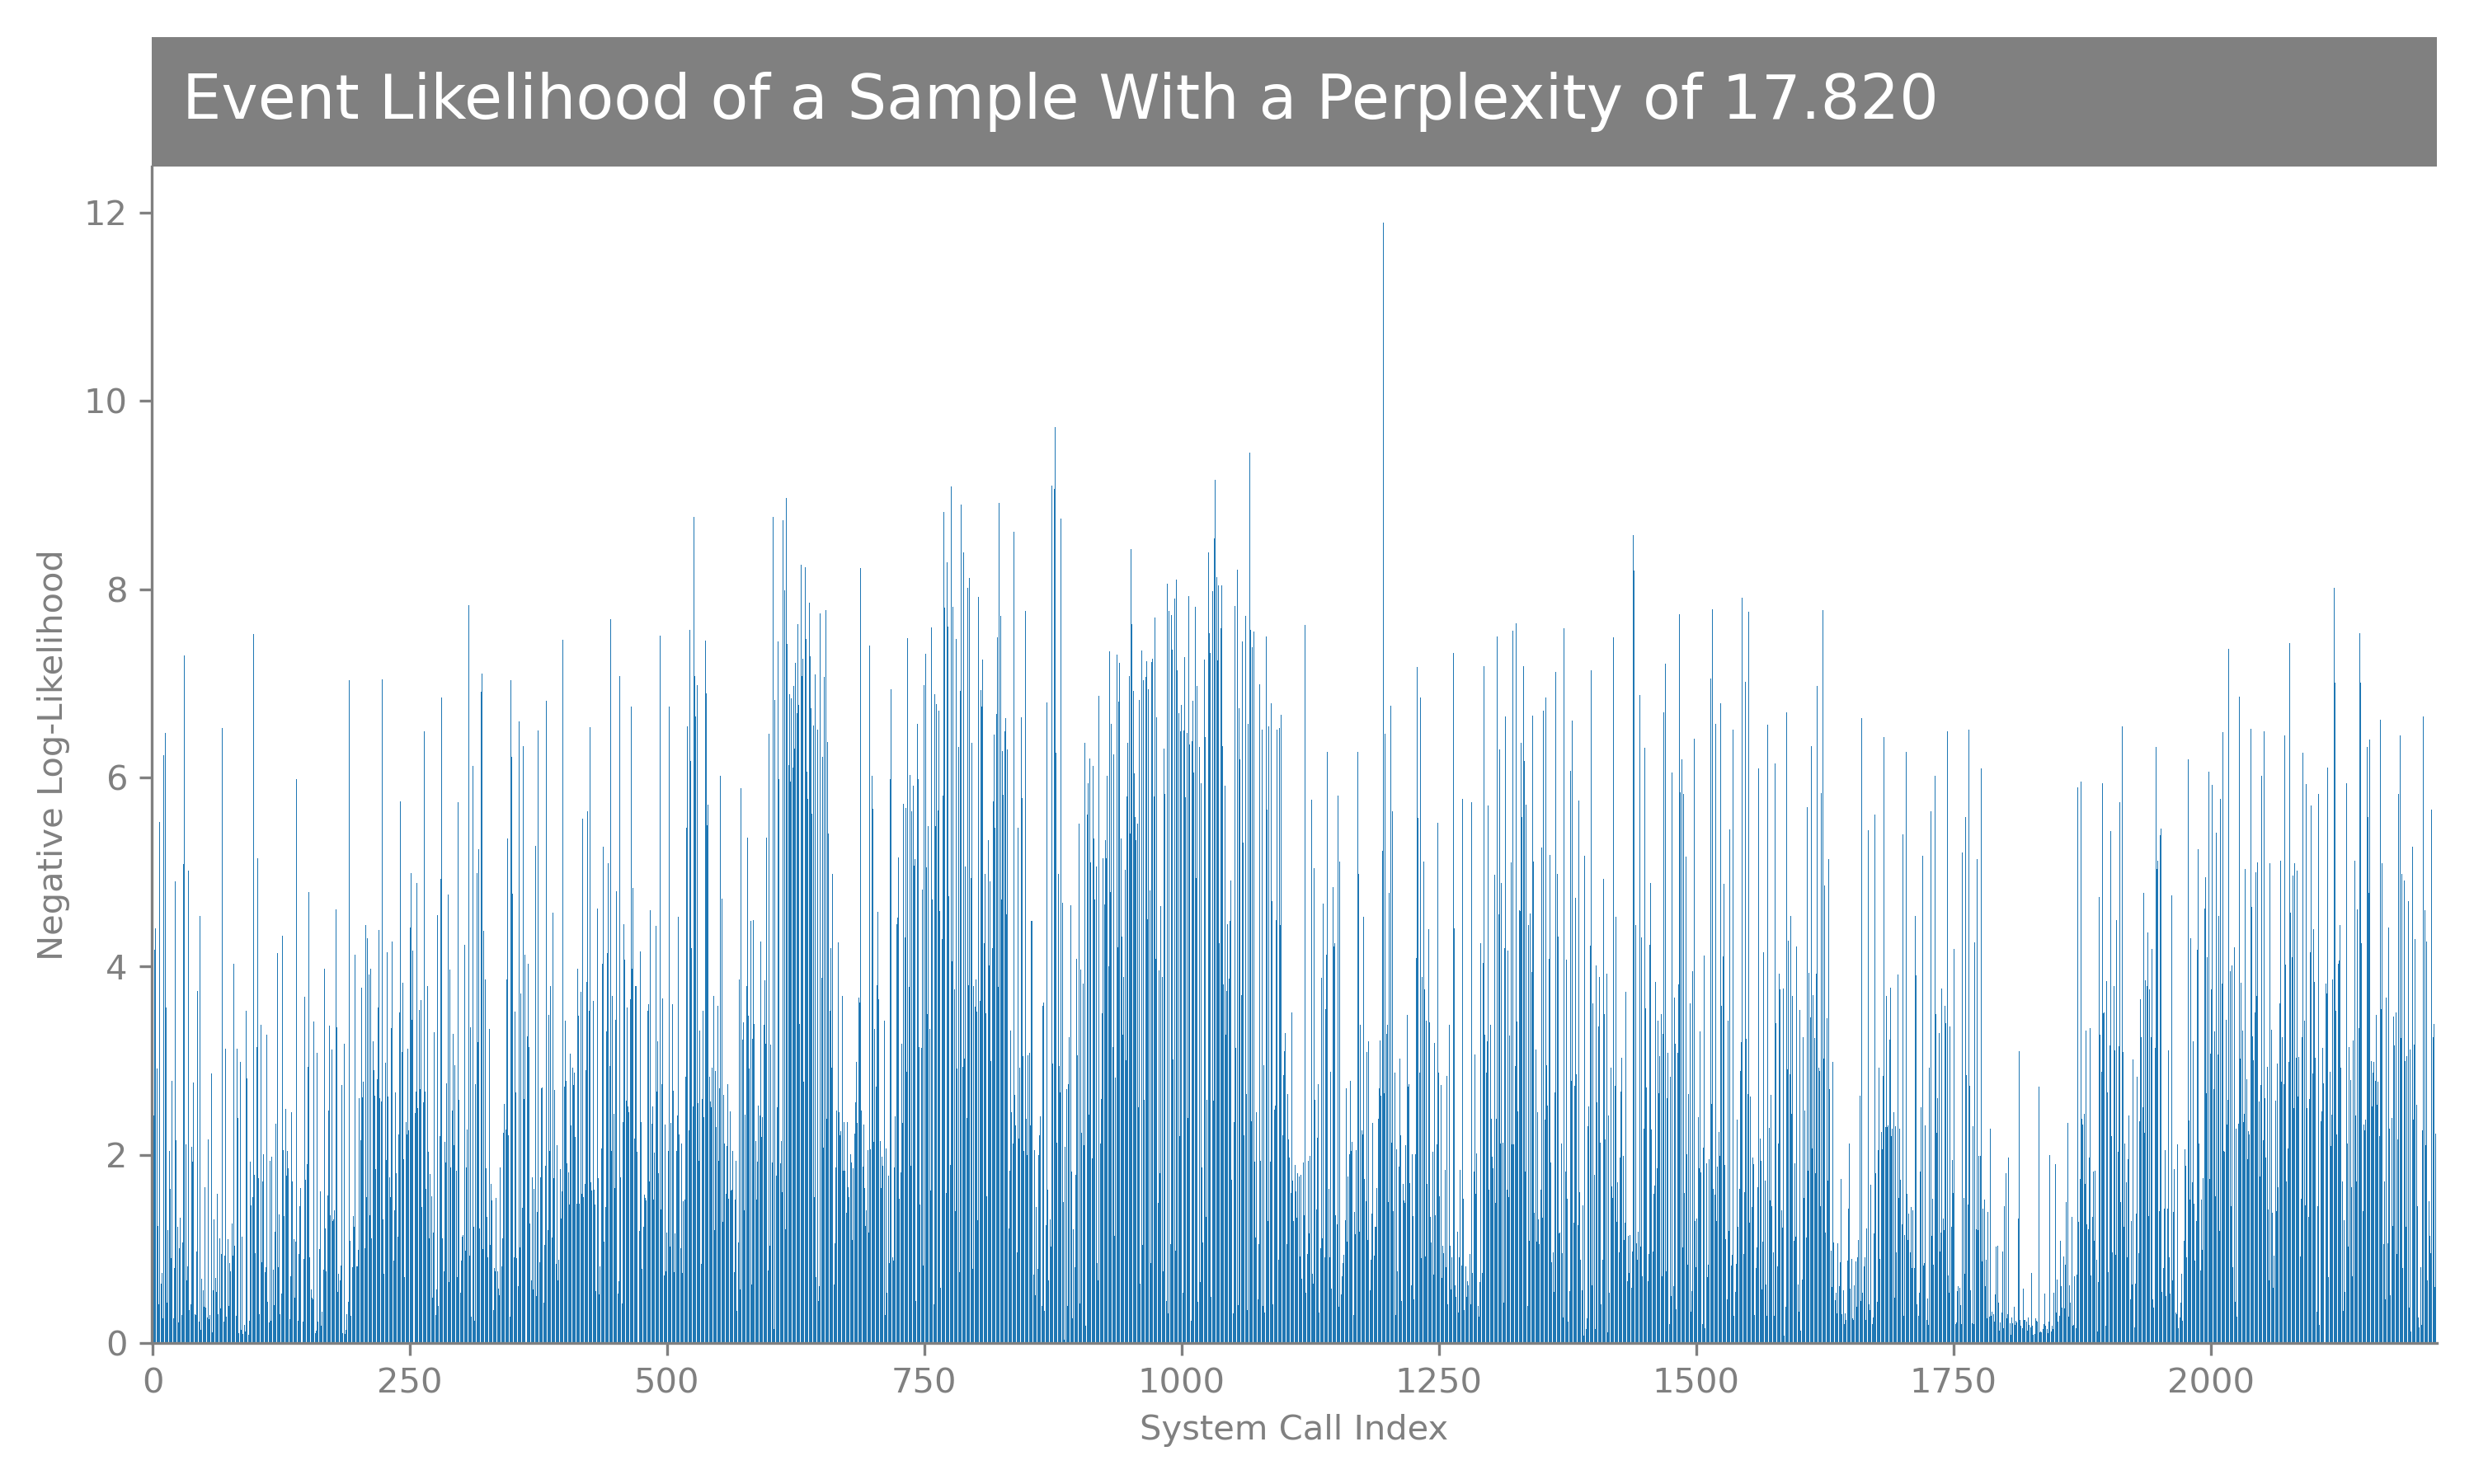 Event Likelihood of a Sample With a Perplexity of 17.820
12
10
8
6
4
2
0
Negative Log-Likelihood
0 250 500 750 1000 1250 1500 1750 2000
System Call Index